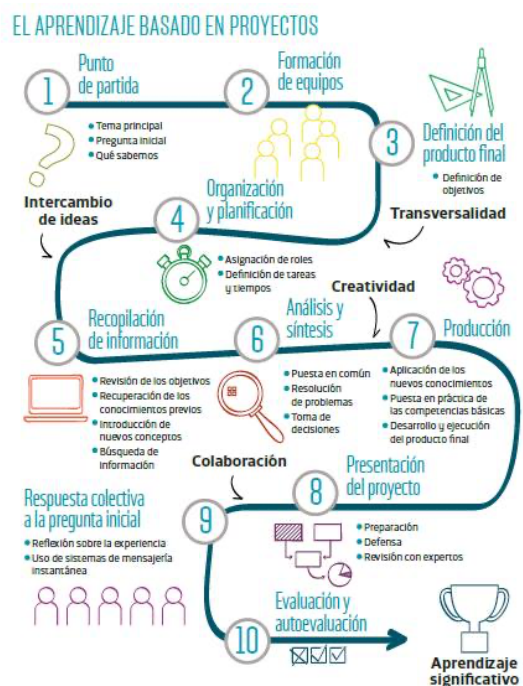 EL APRENDIZAJE BASADO EN PROYECTOS
1
Punto
de partida
• Tema principal
• Pregunta inicial
• Qué sabemos
2
Formación
de equipos
3
Definición del
producto final
• Definición de
objetivos
Intercambio
de ideas
Transversalidad
4
Organización
y planificación
• Asignación de roles
• Definición de tareas
y tiempos
Creatividad
5
Recopilación
de información
• Revisión de los objetivos
• Recuperación de los
conocimientos previos
• Introducción de
nuevos conceptos
• Búsqueda de
información
6
Análisis y
síntesis
• Puesta en común
• Resolución
de problemas
• Toma de
decisiones
7
Producción
• Aplicación de los
nuevos conocimientos
• Puesta en práctica de
las competencias básicas
• Desarrollo y ejecución
del producto final
Colaboración
8
Presentación
del proyecto
• Preparación
• Defensa
• Revisión con expertos
9
Respuesta colectiva
a la pregunta inicial
• Reflexión sobre la experiencia
• Uso de sistemas de mensajería
instantánea
10
Evaluación y
autoevaluación
Aprendizaje
significativo